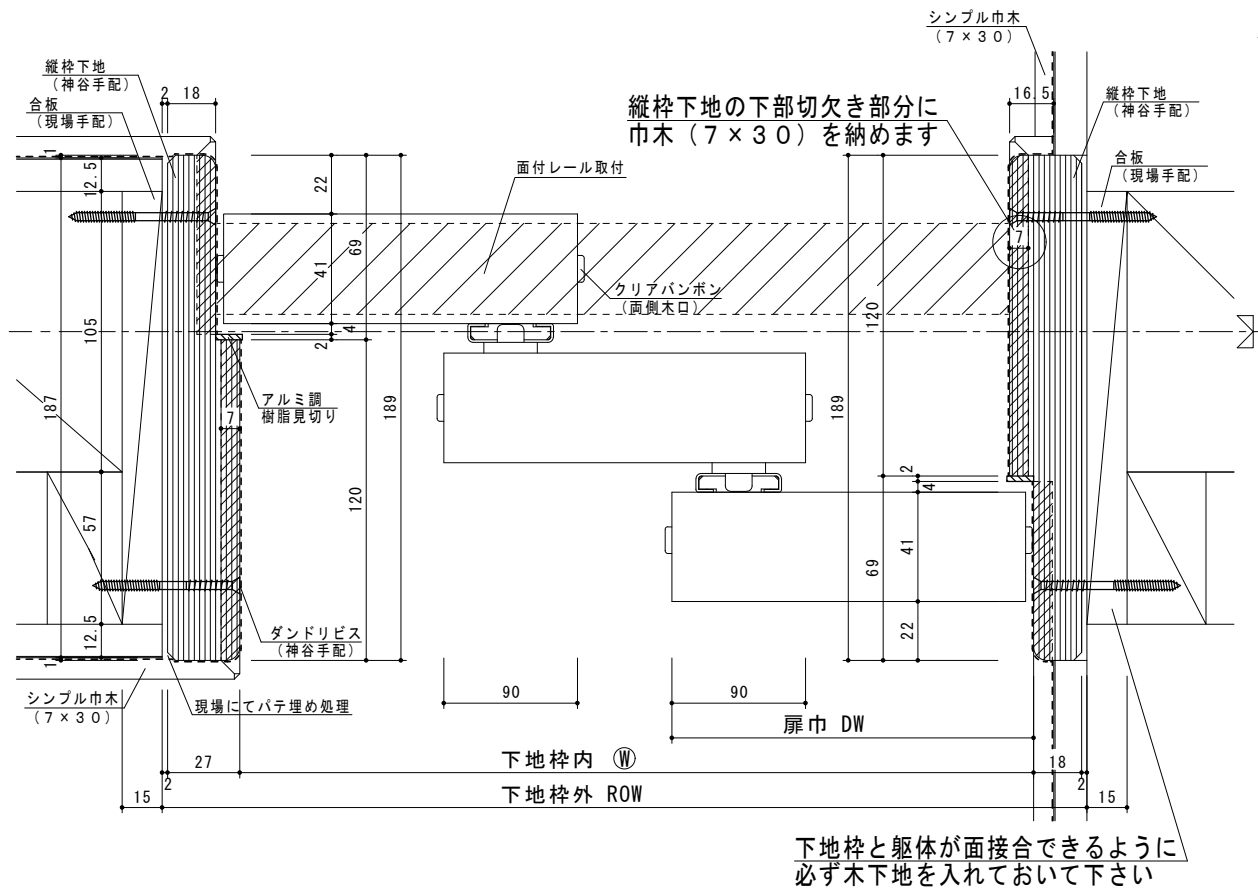 シンプル巾木
(7×30)
縦枠下地
(神谷手配)
合板
(現場手配)
2
18
縦枠下地の下部切欠き部分に
巾木(7×30)を納めます
16.5
縦枠下地
(神谷手配)
合板
(現場手配)
1
12.5
22
面付レール取付
69
41
7
クリアバンポン
(両側木口)
120
105
4
2
187
アルミ調
樹脂見切り
7
189
189
2
4
120
57
41
69
22
12.5
1
ダンドリビス
(神谷手配)
シンプル巾木
(7×30)
現場にてパテ埋め処理
90
90
扉巾 DW
27
下地枠内 Ⓦ
18
2
2
15
下地枠外 ROW
15
下地枠と躯体が面接合できるように
必ず木下地を入れておいて下さい